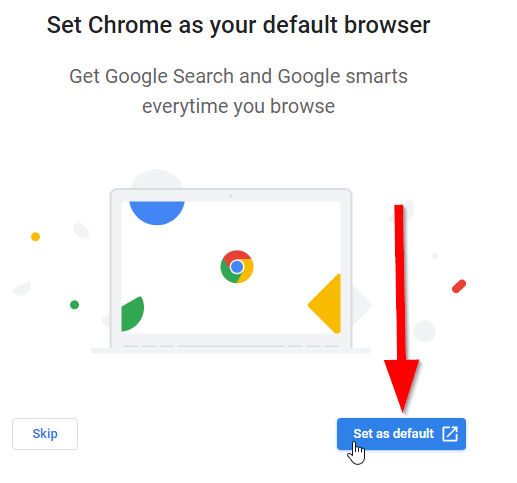 Set Chrome as your default browser
Get Google Search and Google smarts
everytime you browse
Skip
Set as default